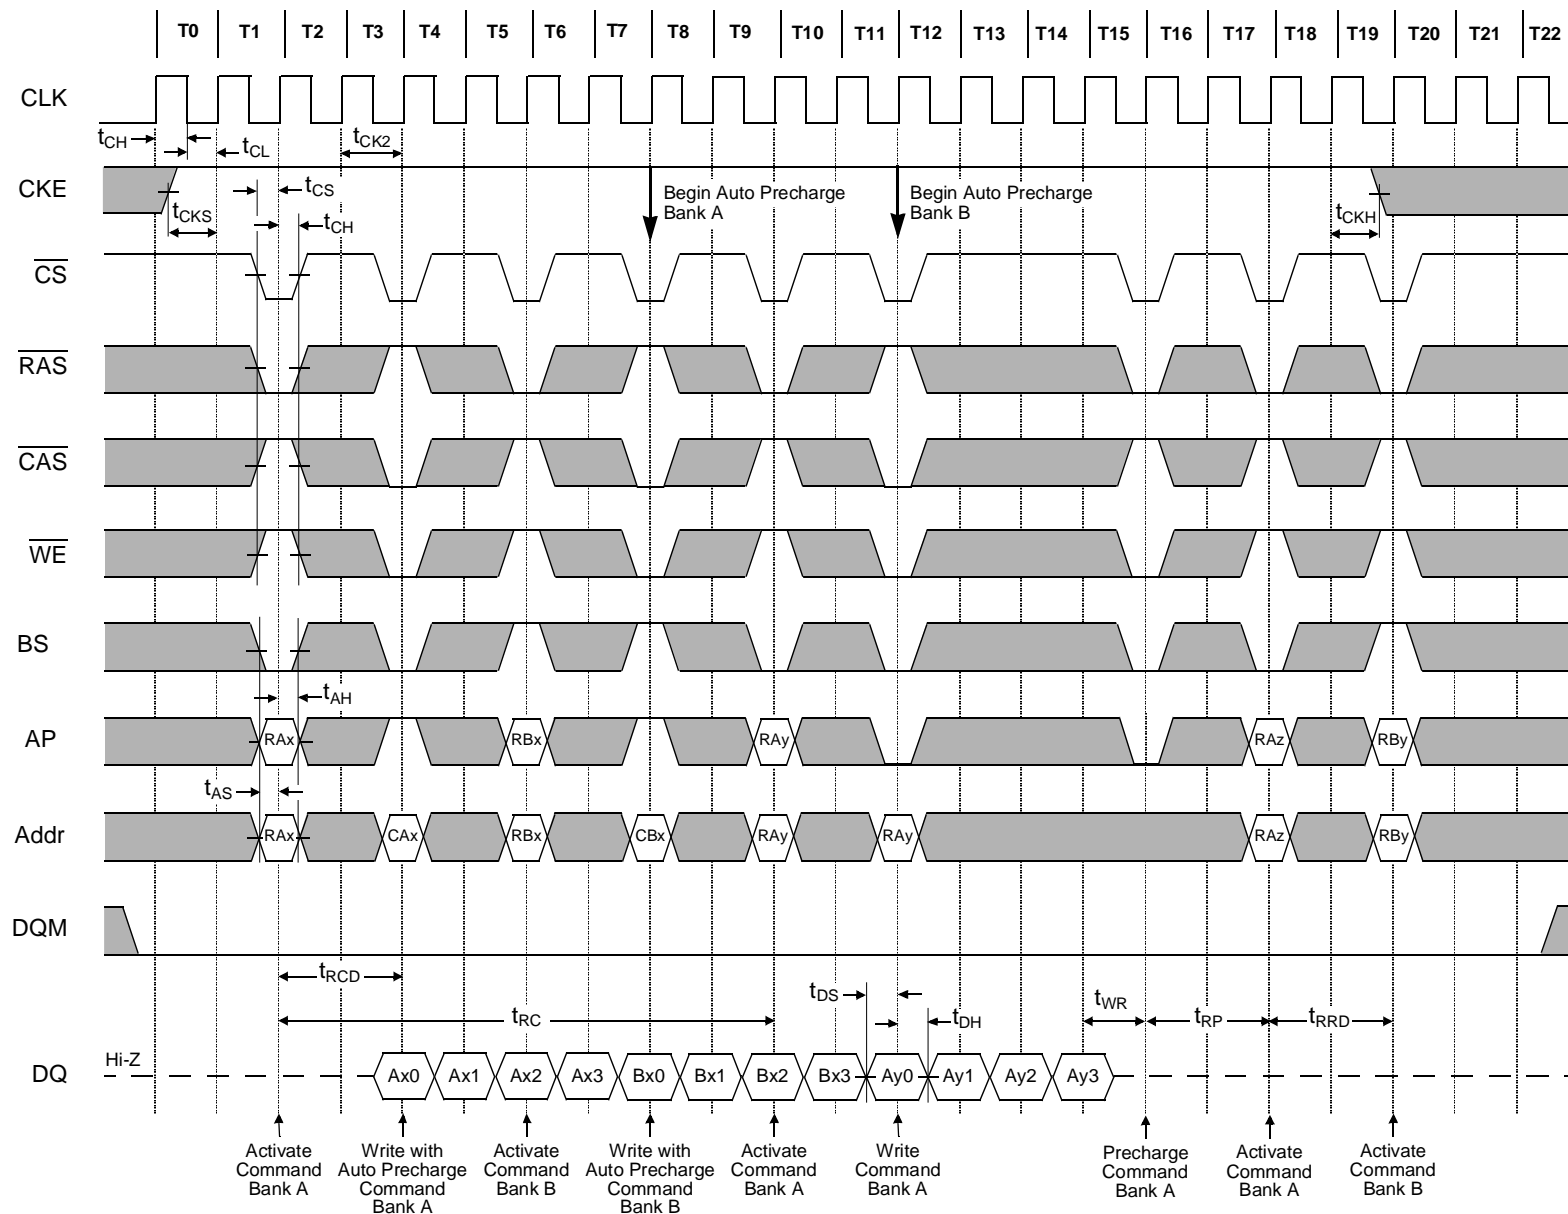 T0 T1 T2 T3 T4 T5 T6 T7 T8 T9 T10 T11 T12 T13 T14 T15 T16 T17 T18 T19 T20 T21 T22
CLK
tCH
tCL
tCK2
CKE
tCKS
tCS
tCH
Begin Auto Precharge
Bank A
Begin Auto Precharge
Bank B
tCKH
CS
RAS
CAS
WE
BS
tAH
AP
RAx RBx RAy RAz RBy
tAS
Addr
RAx CAx RBx CBx RAy RAy RAz RBy
DQM
tRCD
tRC
tDS
tDH
tWR
tRP
tRRD
DQ
Hi-Z
Ax0 Ax1 Ax2 Ax3 Bx0 Bx1 Bx2 Bx3 Ay0 Ay1 Ay2 Ay3
Activate
Command
Bank A
Write with
Auto Precharge
Command
Bank A
Activate
Command
Bank B
Write with
Auto Precharge
Command
Bank B
Activate
Command
Bank A
Write
Command
Bank A
Precharge
Command
Bank A
Activate
Command
Bank A
Activate
Command
Bank B